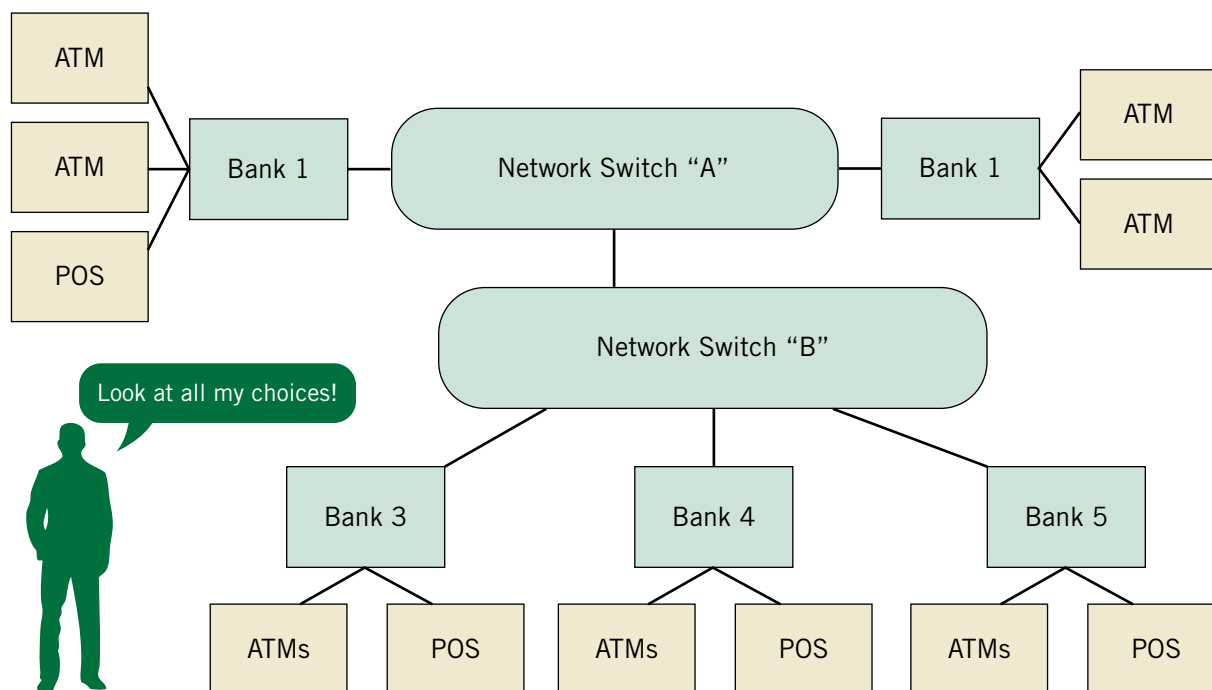 ATM
ATM
POS
Bank 1
Network Switch “A”
Bank 1
ATM
ATM
Network Switch “B”
Look at all my choices!
Bank 3
Bank 4
Bank 5
ATMs
POS
ATMs
POS
ATMs
POS